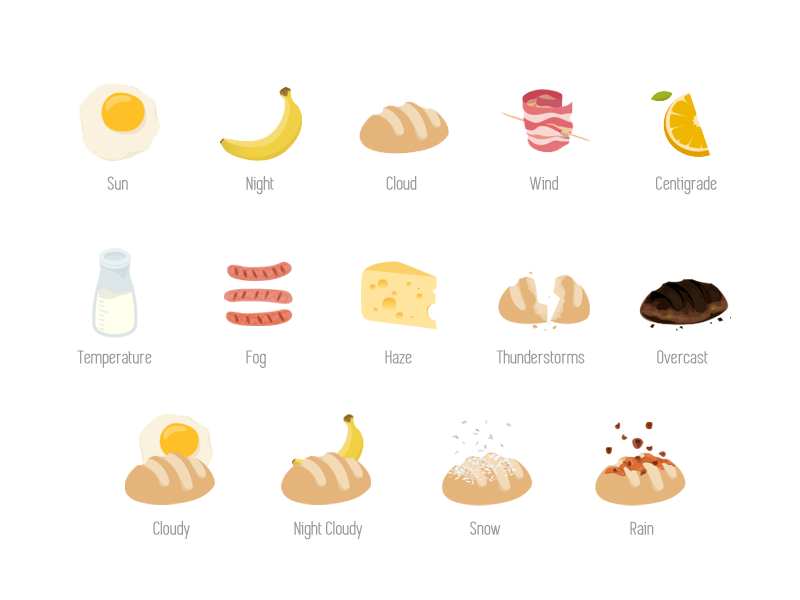 Sun
Night
Cloud
Wind
Centigrade
Temperature
Fog
Haze
Thunderstorms
Overcast
Cloudy
Night Cloudy
Snow
Rain